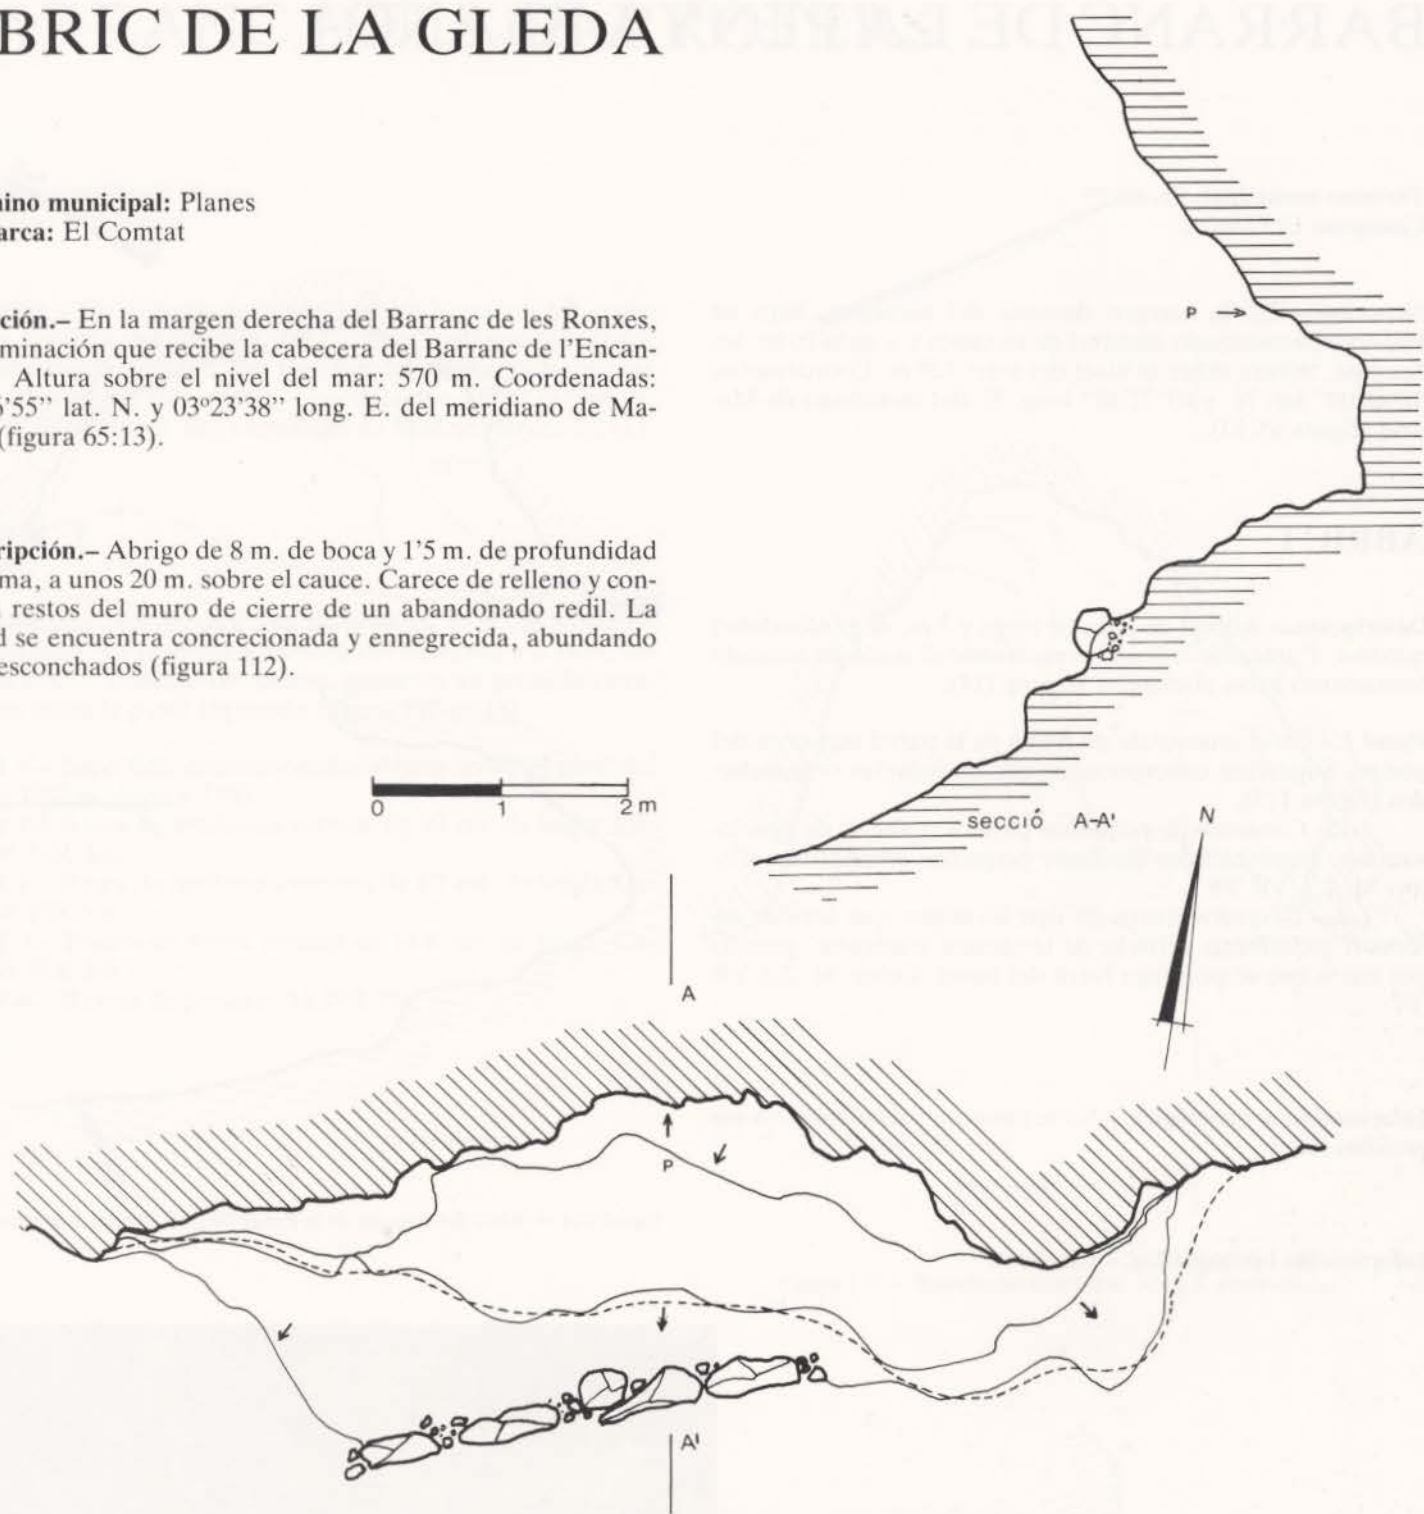 BRIC DE LA GLEDA
ino municipal: Planes
arca: El Comtat
ción.– En la margen derecha del Barranc de les Ronxes,
minación que recibe la cabecera del Barranc de l'Encan-
Altura sobre el nivel del mar: 570 m. Coordenadas:
6'55” lat. N. y 03º23'38” long. E. del meridiano de Ma-
(figura 65:13).
ripción.– Abrigo de 8 m. de boca y 1'5 m. de profundidad
ma, a unos 20 m. sobre el cauce. Carece de relleno y con-
restos del muro de cierre de un abandonado redil. La
d se encuentra concrecionada y ennegrecida, abundando
esconchados (figura 112).
P
0 1 2 m
secció A-A'
N
A
P
A'